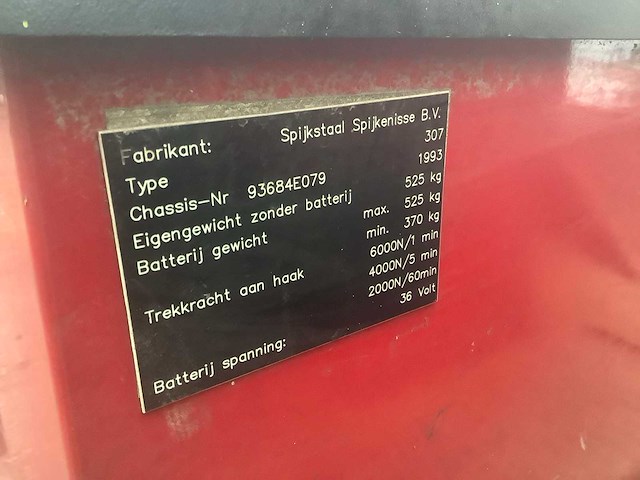 Fabrikant: Spijkstaal Spijkenisse B.V.
Type 307
Chassis-Nr 93684E079 1993
Eigengewicht zonder batterij 525 kg
Batterij gewicht max. 525 kg
min. 370 kg
Trekkracht aan haak 6000N/1 min
4000N/5 min
2000N/60min
Batterij spanning: 36 Volt